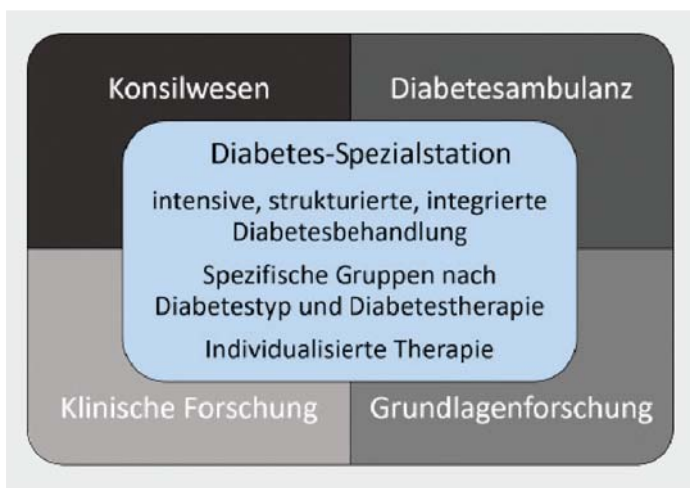 Konsilwesen
Diabetesambulanz
Diabetes-Spezialstation
intensive, strukturierte, integrierte
Diabetesbehandlung
Spezifische Gruppen nach
Diabetestyp und Diabetestherapie
Individualisierte Therapie
Klinische Forschung
Grundlagenforschung